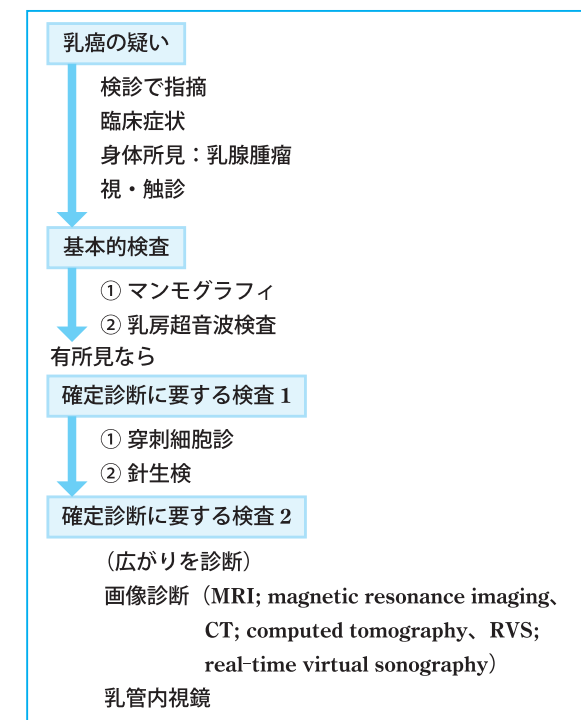 乳癌の疑い
検診で指摘
臨床症状
身体所見：乳腺腫瘤
視・触診
基本的検査
① マンモグラフィ
② 乳房超音波検査
有所見なら
確定診断に要する検査 1
① 穿刺細胞診
② 針生検
確定診断に要する検査 2
（広がりを診断）
画像診断（MRI; magnetic resonance imaging、
CT; computed tomography、RVS;
real-time virtual sonography）
乳管内視鏡